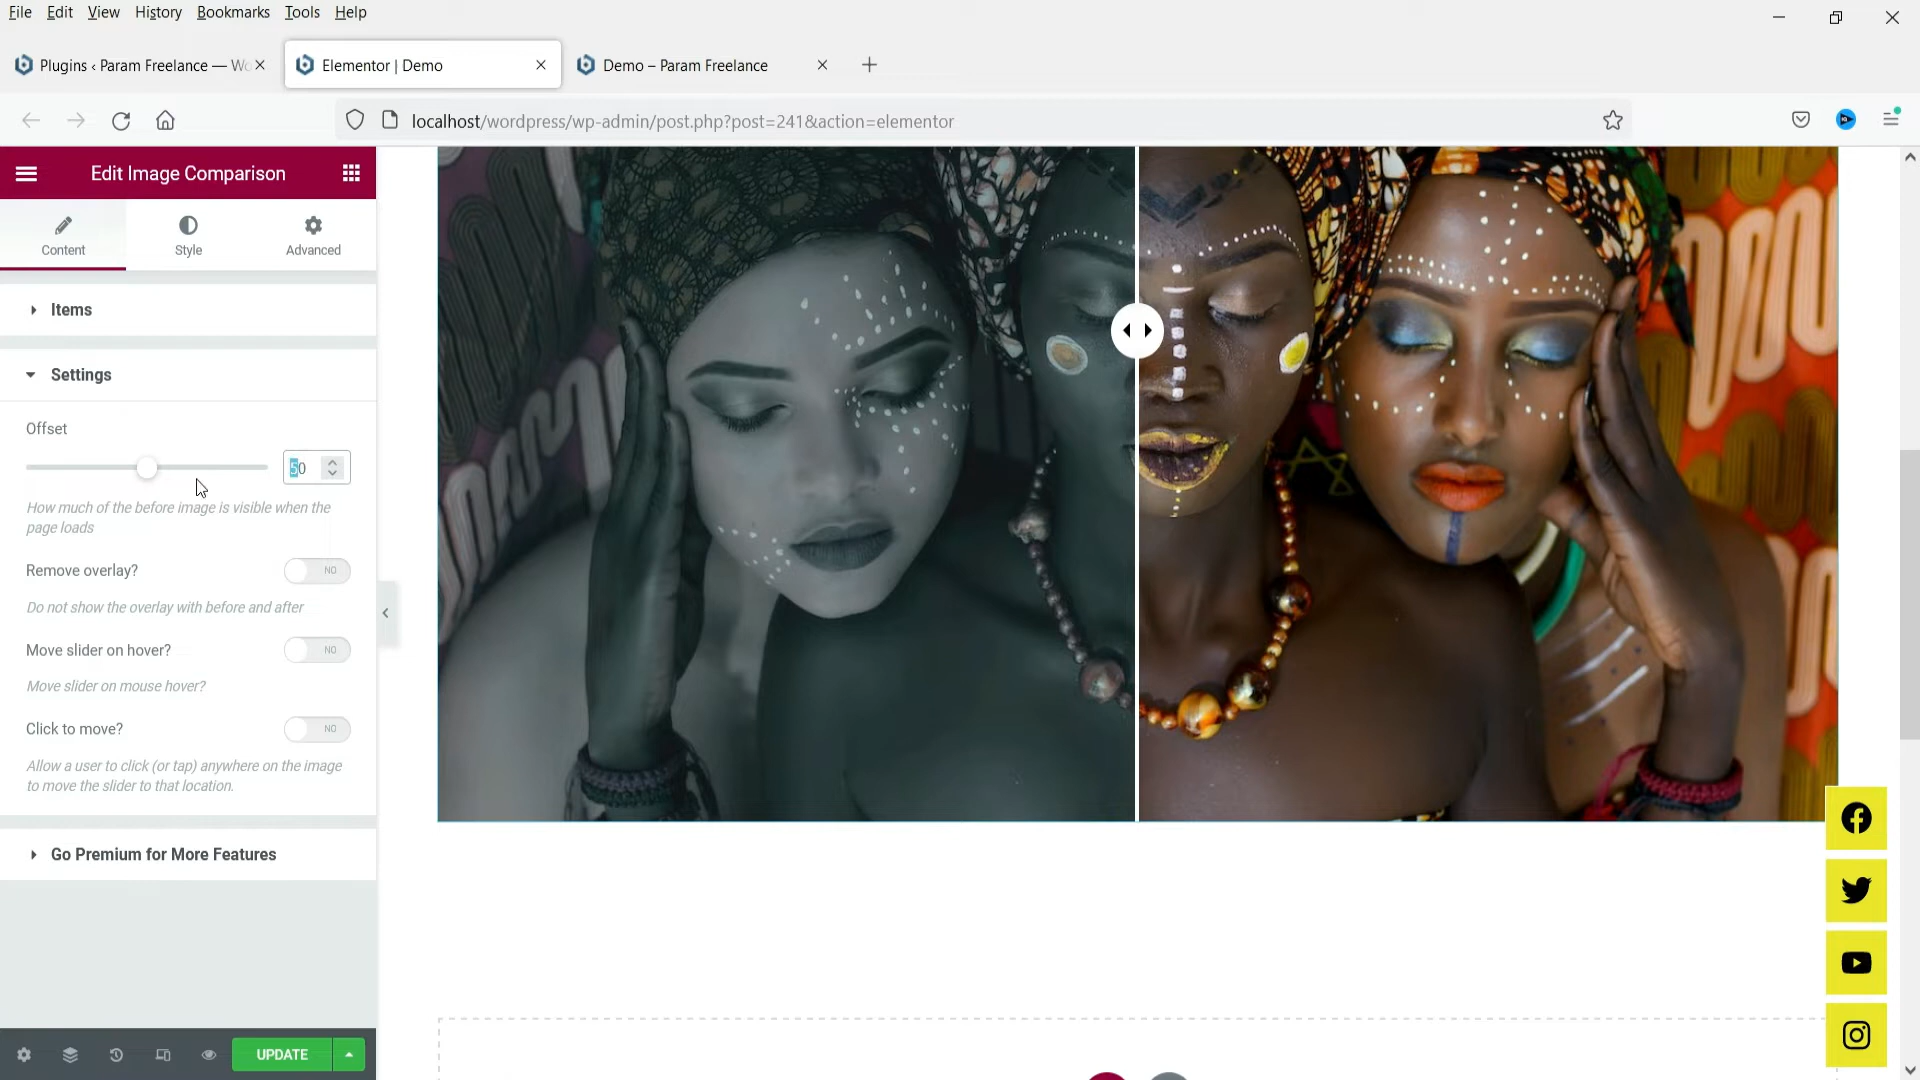 File Edit View History Bookmarks Tools Help
Plugins ‹ Param Freelance — Wo
Elementor | Demo
Demo – Param Freelance
localhost/wordpress/wp-admin/post.php?post=241&action=elementor
Edit Image Comparison
Content
Style
Advanced
Items
Settings
Offset
50
How much of the before image is visible when the
page loads
Remove overlay?
NO
Do not show the overlay with before and after
Move slider on hover?
NO
Move slider on mouse hover?
Click to move?
NO
Allow a user to click (or tap) anywhere on the image
to move the slider to that location.
Go Premium for More Features
UPDATE